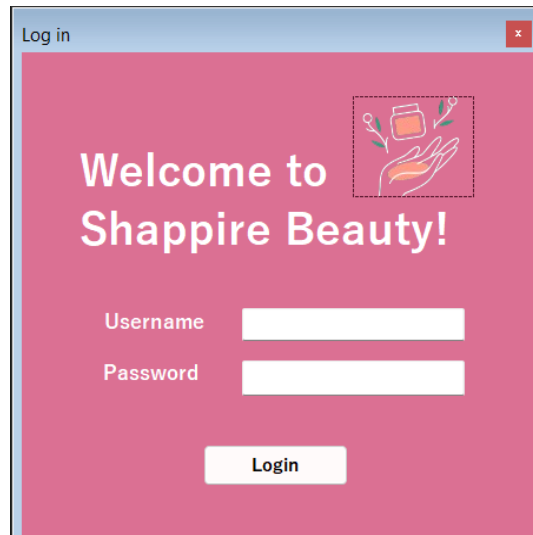 Log in
x
Welcome to
Shappire Beauty!
Username
Password
Login